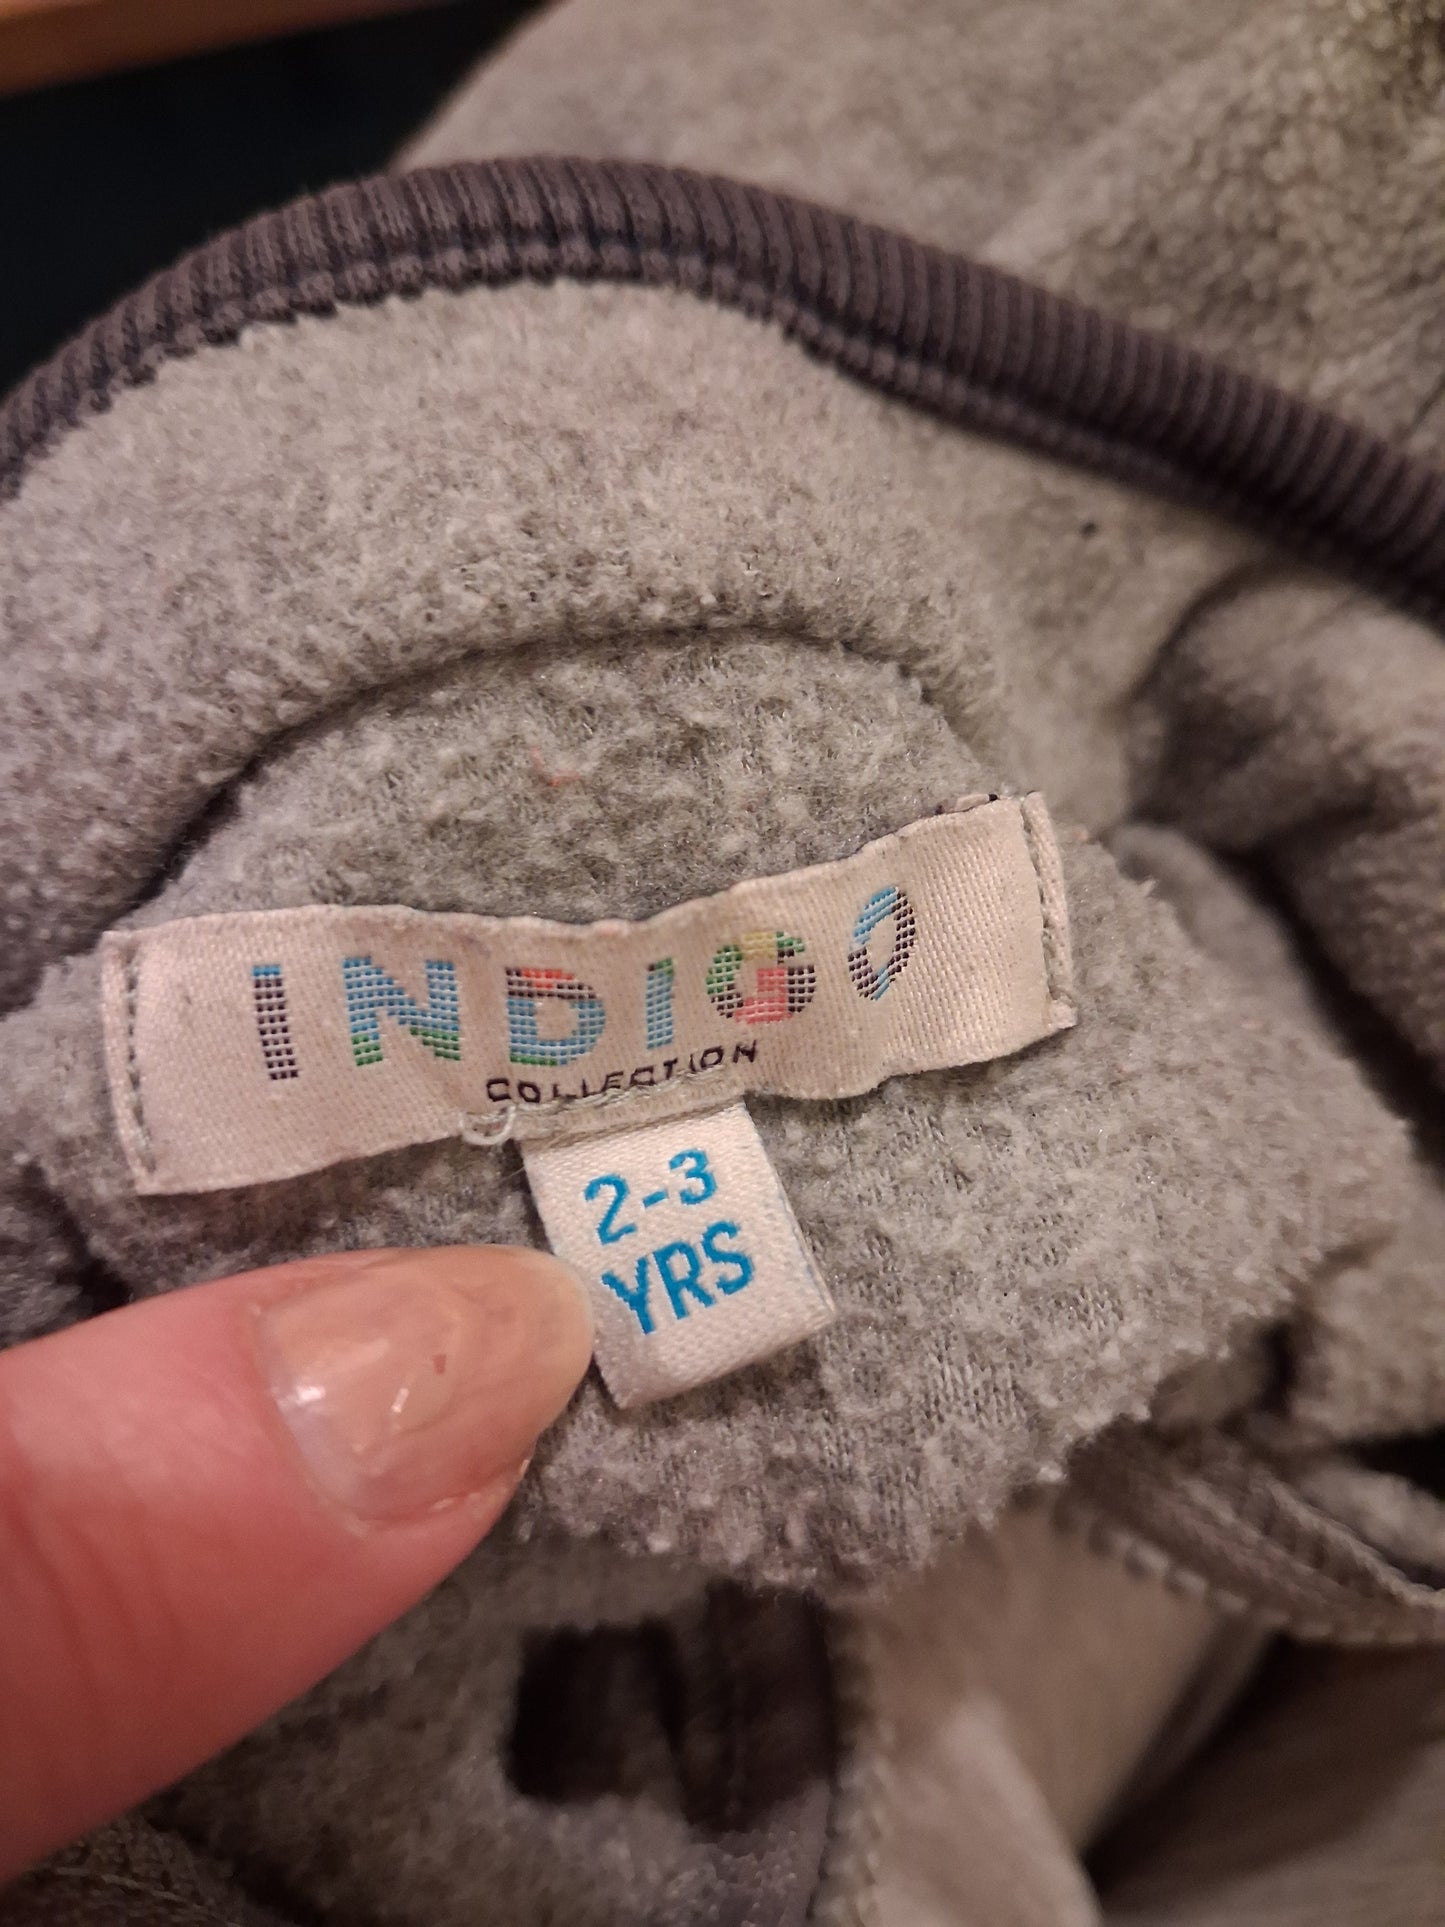 INDIGO
COLLECTION
2-3
YRS